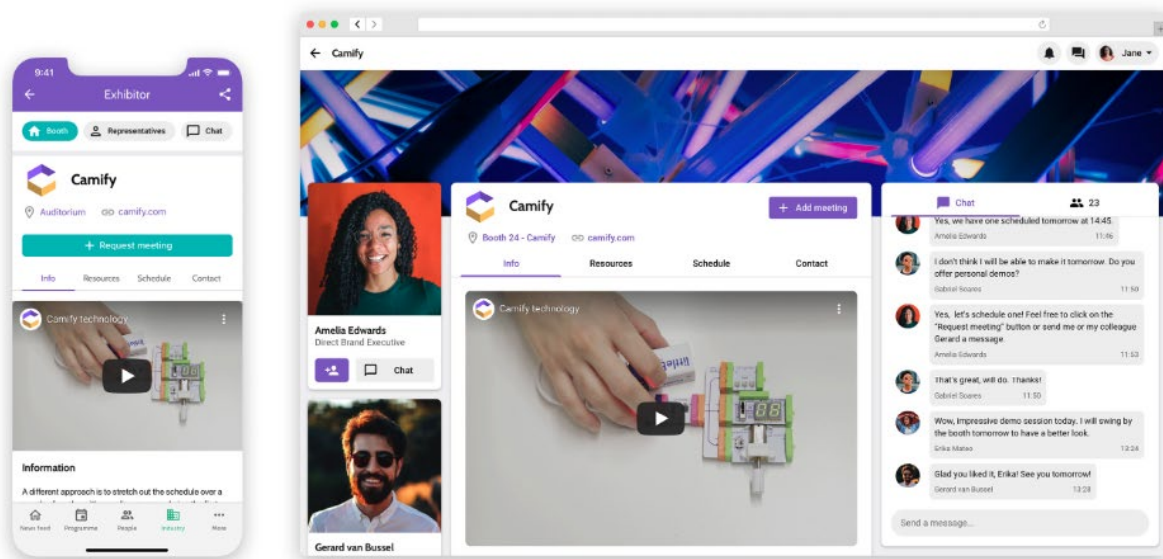 9:41
Exhibitor
Booth
Representatives
Chat
Camify
Auditorium
camify.com
+ Request meeting
Info
Resources
Schedule
Contact
Camify technology
Information
A different approach is to stretch out the schedule over a
News feed
Programme
People
Industry
More
Camify
Jane
Amelia Edwards
Direct Brand Executive
Chat
Gerard van Bussel
Camify
+ Add meeting
Booth 24 - Camify
camify.com
Info
Resources
Schedule
Contact
Camify technology
littleBits
88
Chat
23
Yes, we have one scheduled tomorrow at 14:45.
Amelia Edwards
11:46
I don't think I will be able to make it tomorrow. Do you
offer personal demos?
Gabriel Soares
11:50
Yes, let's schedule one! Feel free to click on the
"Request meeting" button or send me or my colleague
Gerard a message.
Amelia Edwards
11:53
That's great, will do. Thanks!
Gabriel Soares
11:50
Wow, impressive demo session today. I will swing by
the booth tomorrow to have a better look.
Erika Mateo
13:24
Glad you liked it, Erika! See you tomorrow!
Gerard van Bussel
13:28
Send a message...